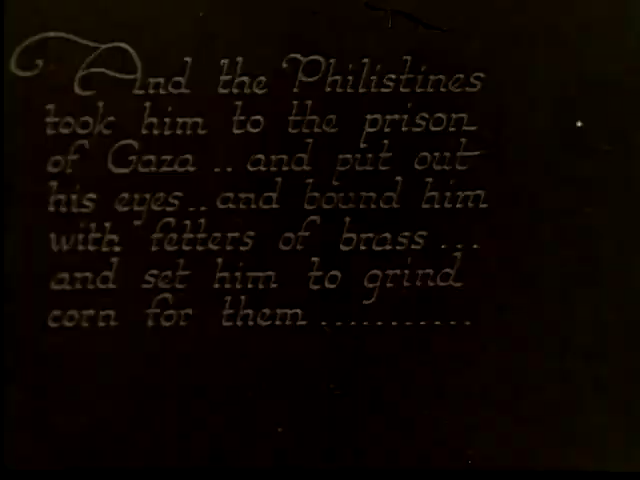 And the Philistines
took him to the prison
of Gaza .. and put out
his eyes .. and bound him
with fetters of brass ...
and set him to grind
corn for them ...........